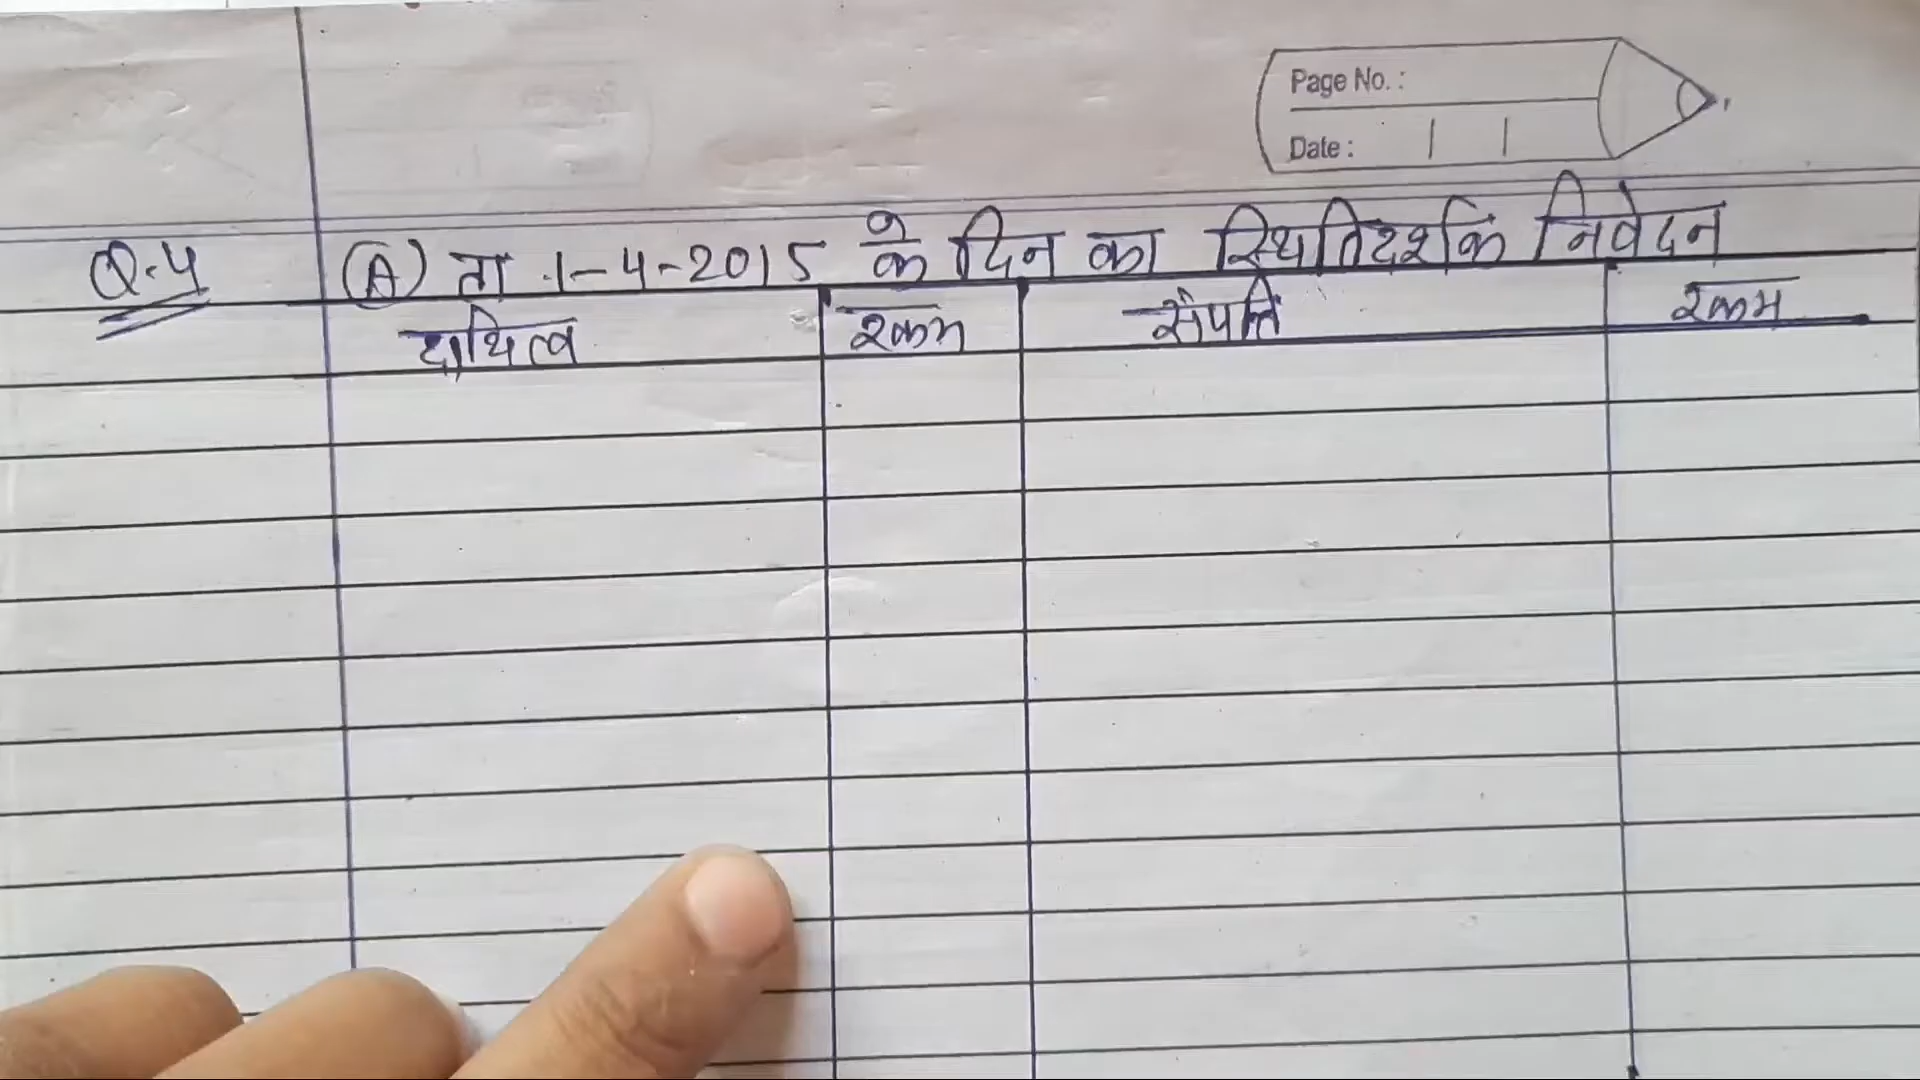 Page No. :
Date :
Q.4 (A) ता 1-4-2015 के दिन का स्थितिदर्शक निवेदन
दायित्व रकम संपत्ति रकम